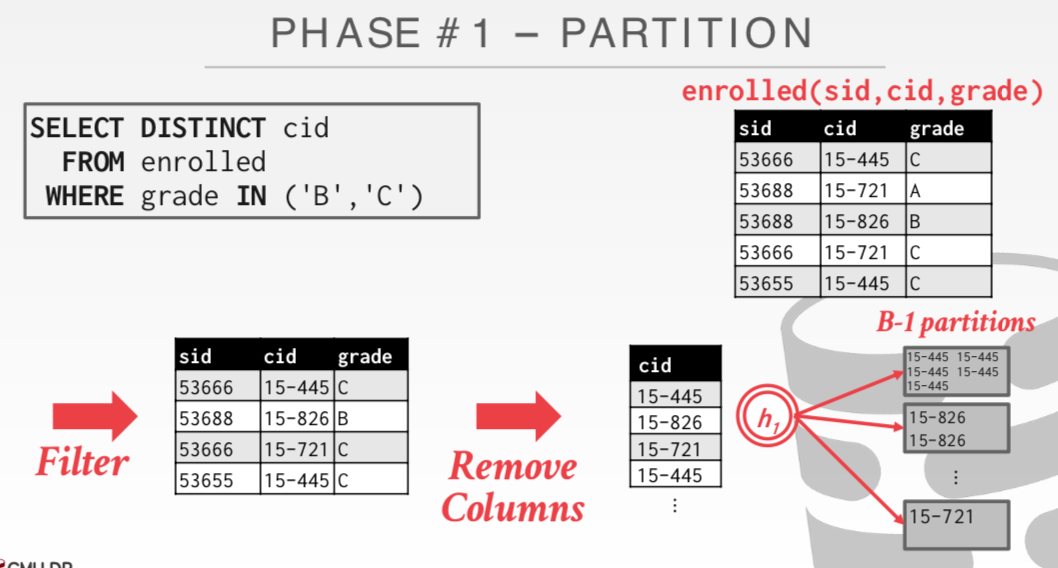 PHASE #1 – PARTITION
SELECT DISTINCT cid
FROM enrolled
WHERE grade IN ('B','C')
enrolled(sid,cid,grade)
sid cid grade
53666 15-445 C
53688 15-721 A
53688 15-826 B
53666 15-721 C
53655 15-445 C
Filter
sid cid grade
53666 15-445 C
53688 15-826 B
53666 15-721 C
53655 15-445 C
Remove
Columns
cid
15-445
15-826
15-721
15-445
⋮
h₁
B-1 partitions
15-445 15-445
15-445 15-445
15-445
15-826
15-826
⋮
15-721